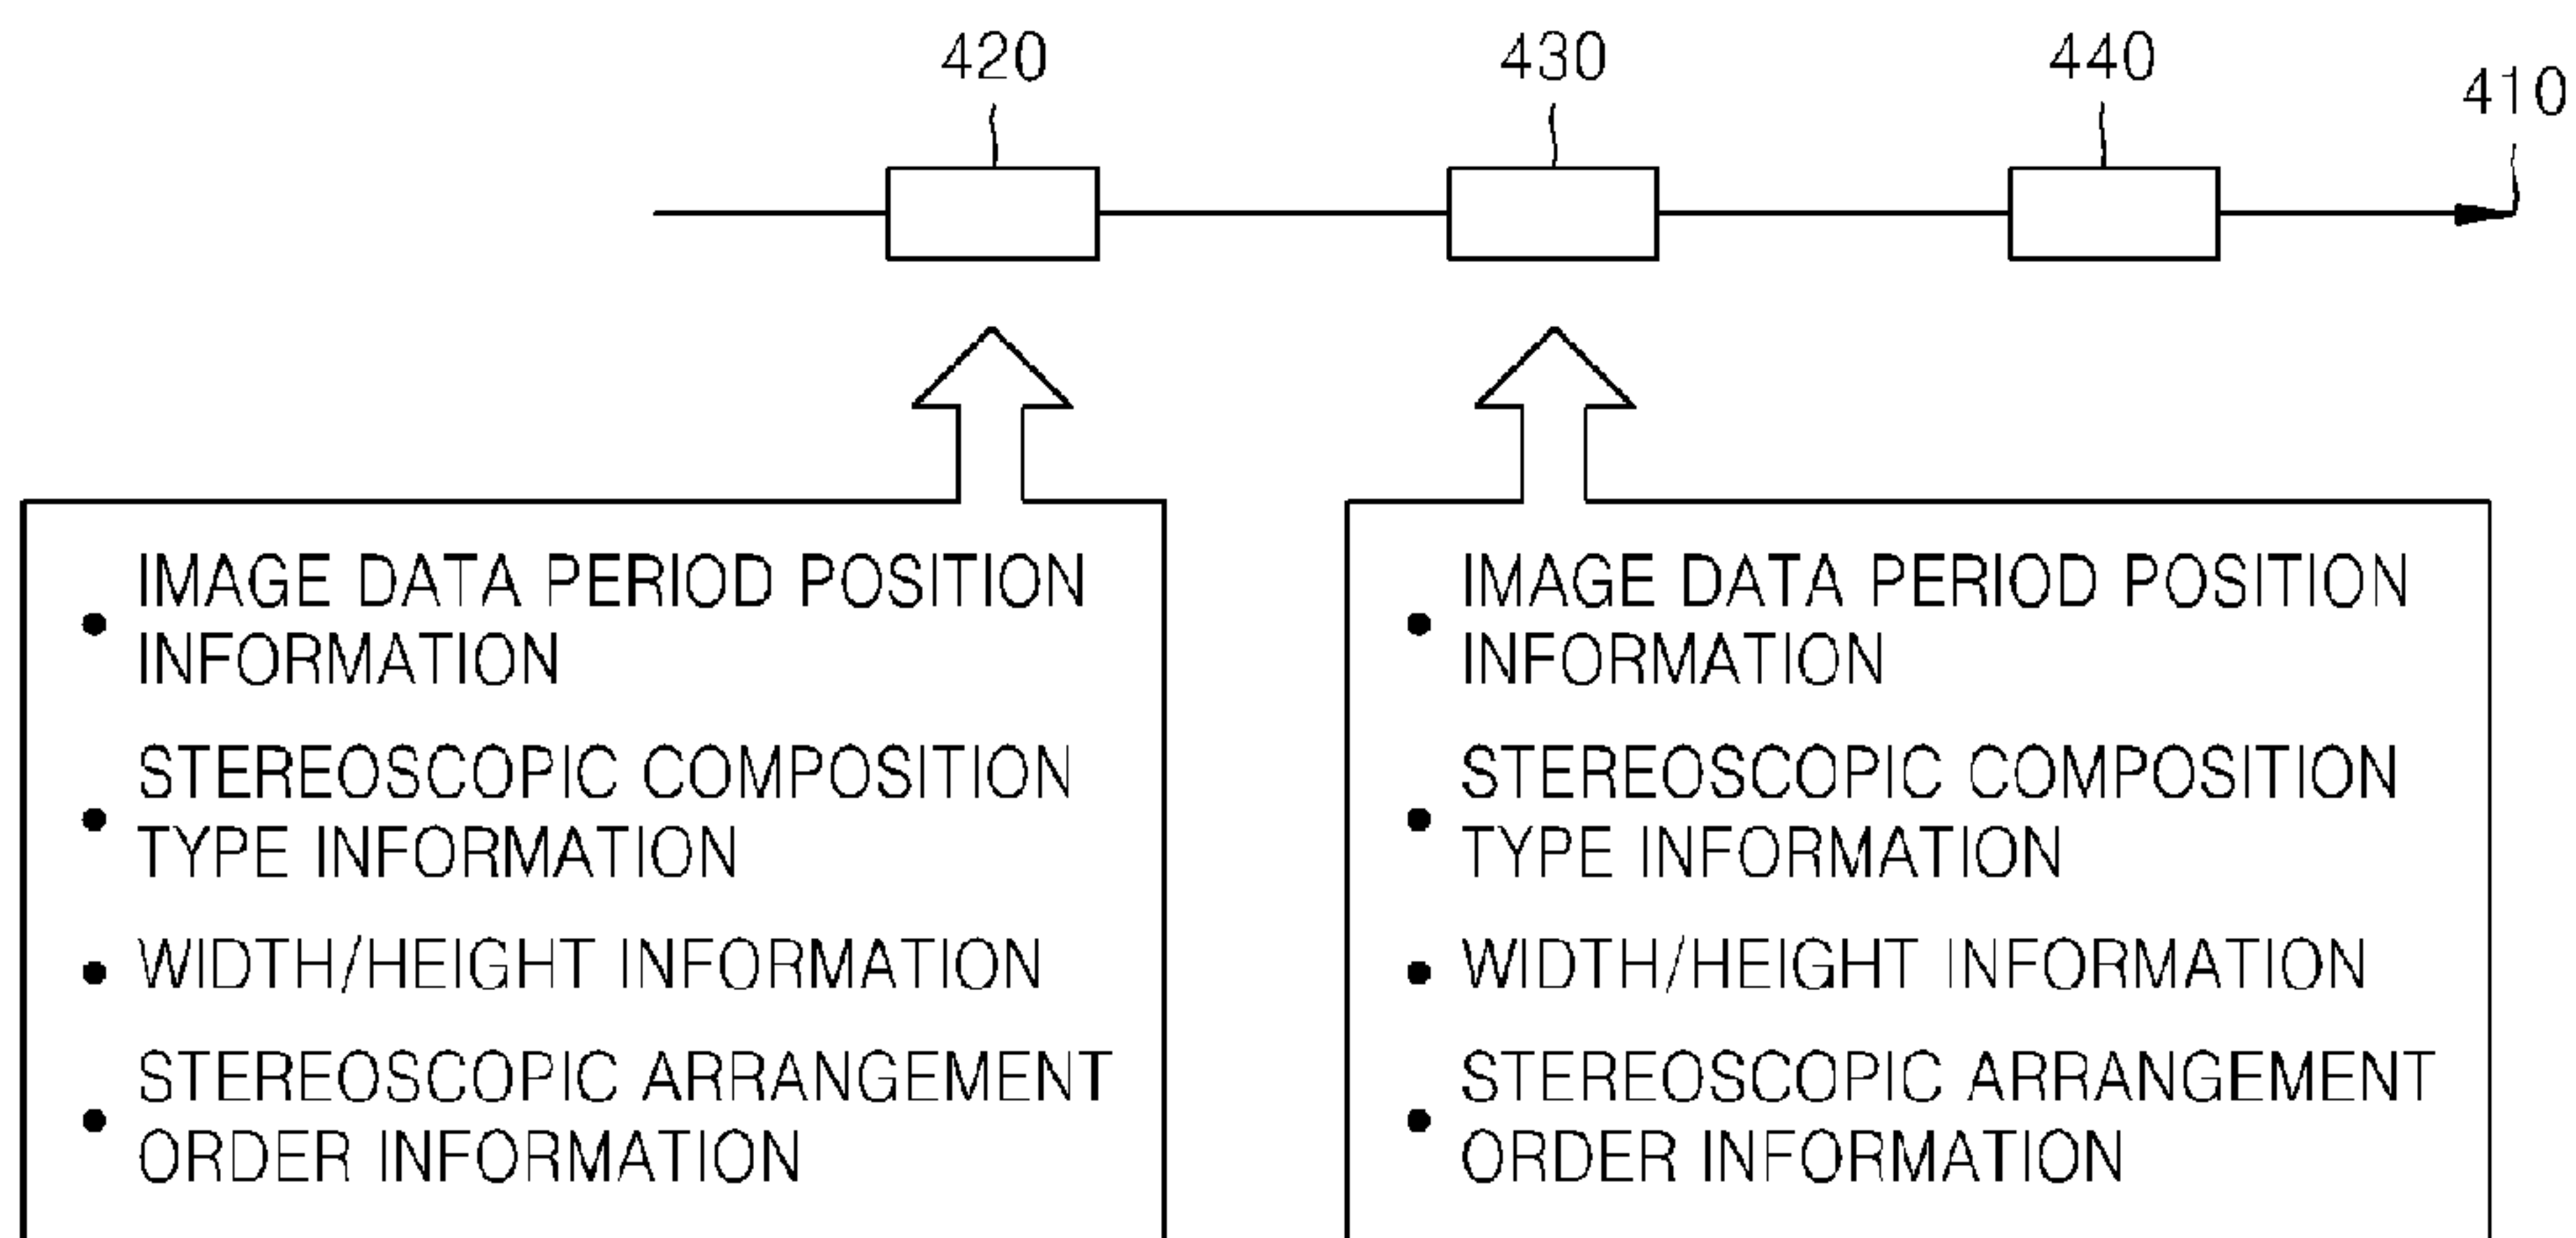 420
430
440
410
• IMAGE DATA PERIOD POSITION
INFORMATION
• STEREOSCOPIC COMPOSITION
TYPE INFORMATION
• WIDTH/HEIGHT INFORMATION
• STEREOSCOPIC ARRANGEMENT
ORDER INFORMATION
• IMAGE DATA PERIOD POSITION
INFORMATION
• STEREOSCOPIC COMPOSITION
TYPE INFORMATION
• WIDTH/HEIGHT INFORMATION
• STEREOSCOPIC ARRANGEMENT
ORDER INFORMATION